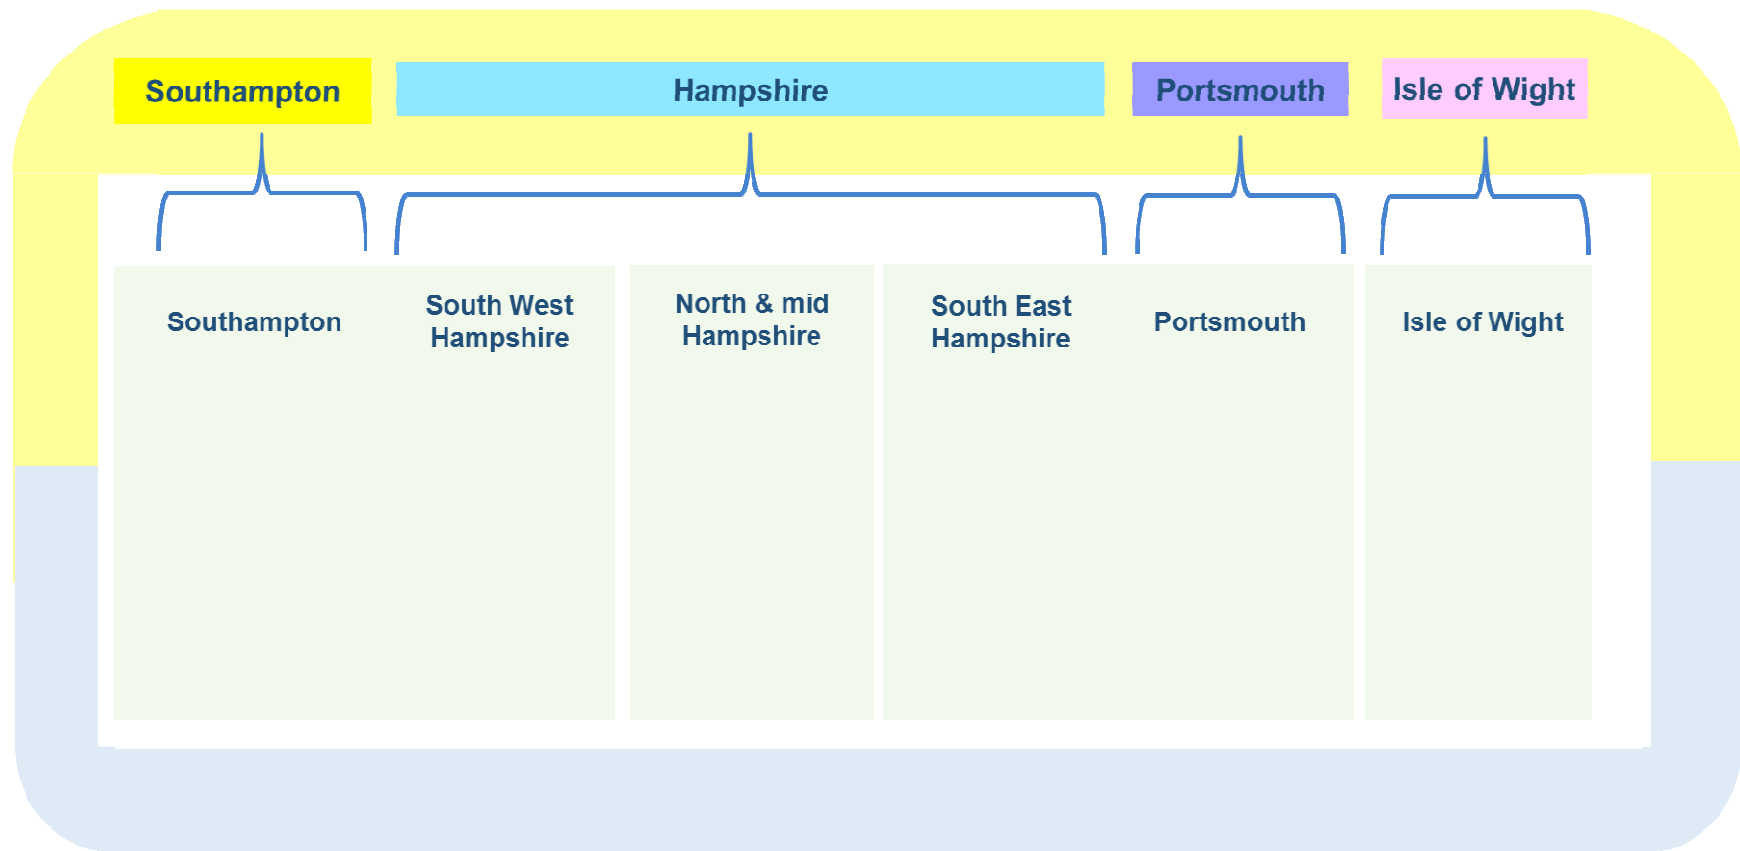 Southampton
Hampshire
Portsmouth
Isle of Wight
Southampton
South West
Hampshire
North & mid
Hampshire
South East
Hampshire
Portsmouth
Isle of Wight